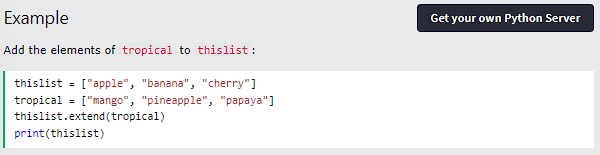 Example
Get your own Python Server
Add the elements of tropical to thislist:
thislist = ["apple", "banana", "cherry"]
tropical = ["mango", "pineapple", "papaya"]
thislist.extend(tropical)
print(thislist)